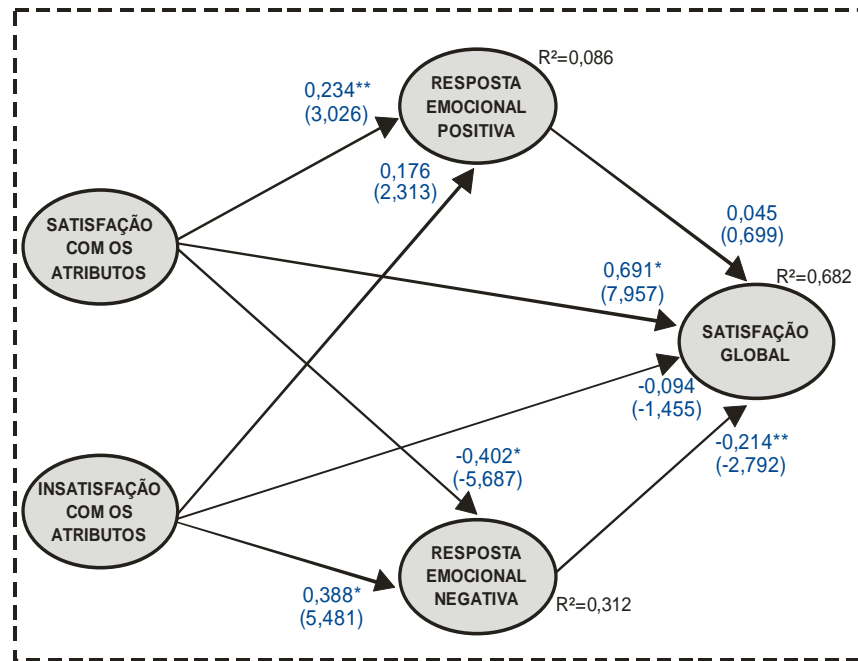 R²=0,086
RESPOSTA
EMOCIONAL
POSITIVA
0,234**
(3,026)
0,176
(2,313)
SATISFAÇÃO
COM OS
ATRIBUTOS
0,045
(0,699)
0,691*
(7,957)
R²=0,682
SATISFAÇÃO
GLOBAL
-0,094
(-1,455)
-0,214**
(-2,792)
-0,402*
(-5,687)
INSATISFAÇÃO
COM OS
ATRIBUTOS
RESPOSTA
EMOCIONAL
NEGATIVA
0,388*
(5,481)
R²=0,312